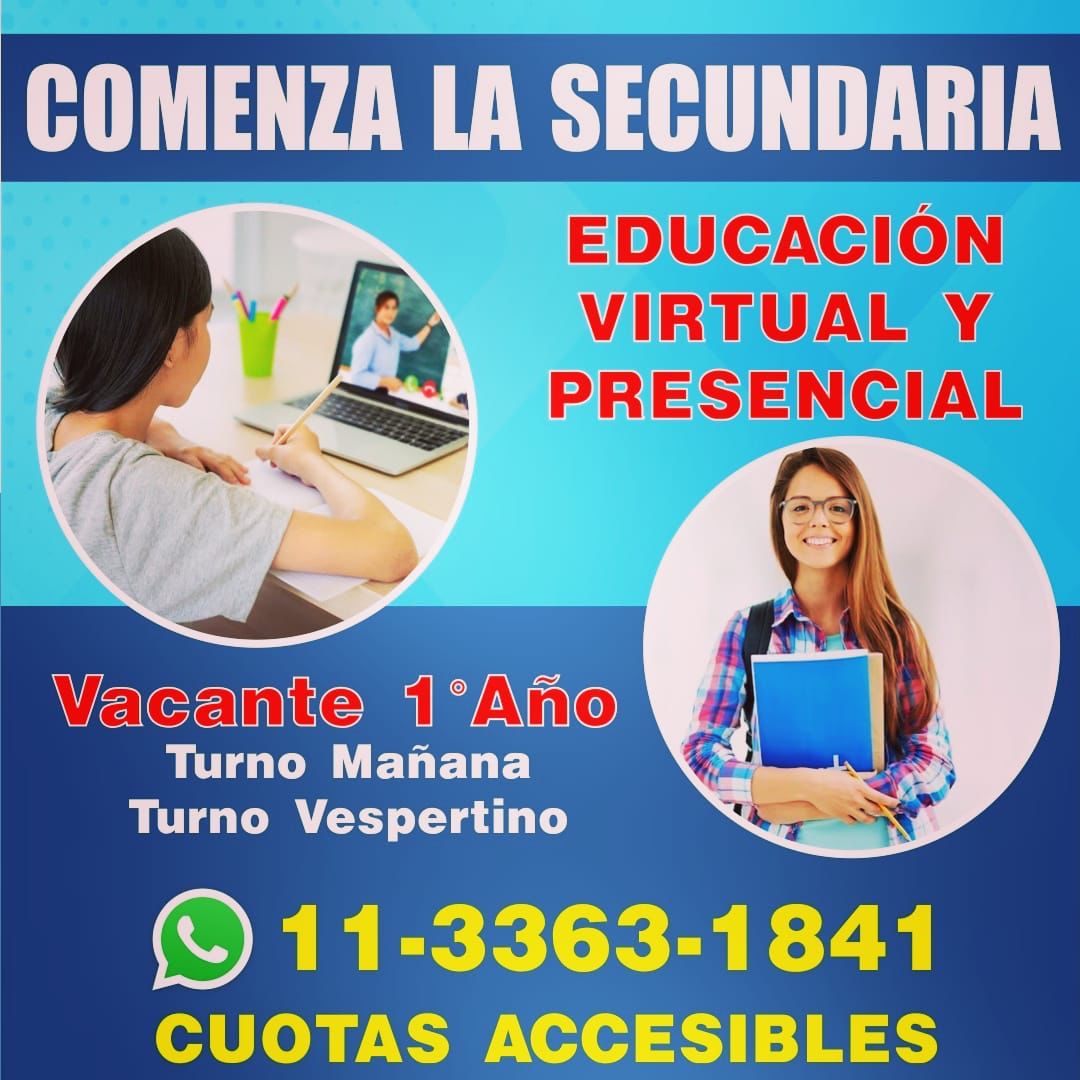 COMENZA LA SECUNDARIA
EDUCACIÓN
VIRTUAL Y
PRESENCIAL
Vacante 1°Año
Turno Mañana
Turno Vespertino
11-3363-1841
CUOTAS ACCESIBLES